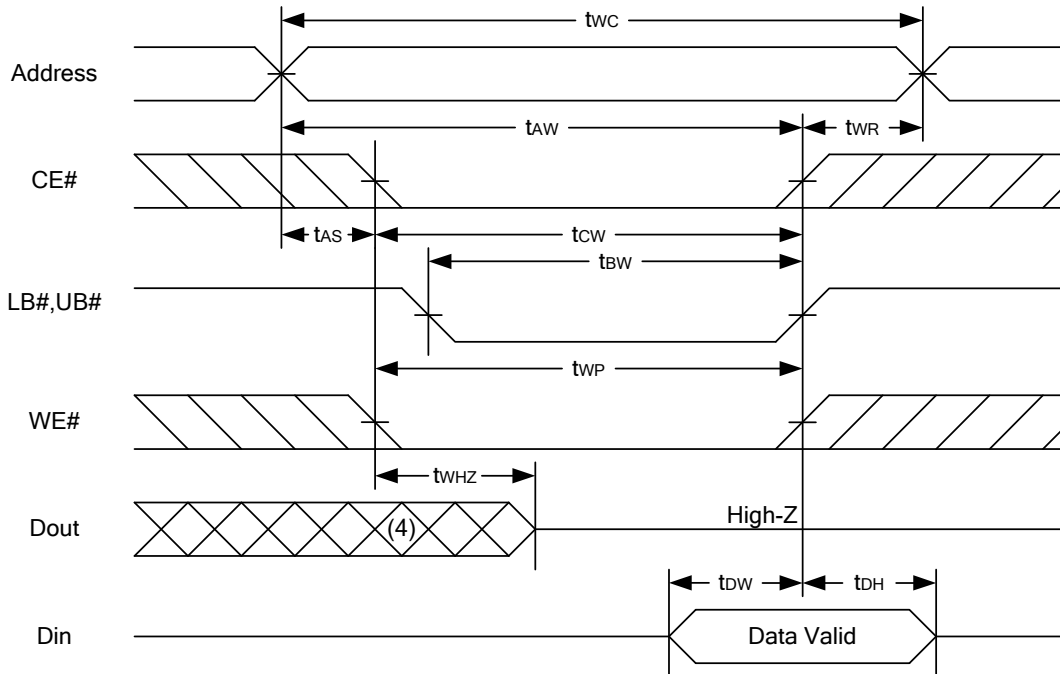 tWC
Address
tAW
tWR
CE#
tAS
tCW
tBW
LB#,UB#
tWP
WE#
tWHZ
(4)
High-Z
Dout
tDW
tDH
Din
Data Valid